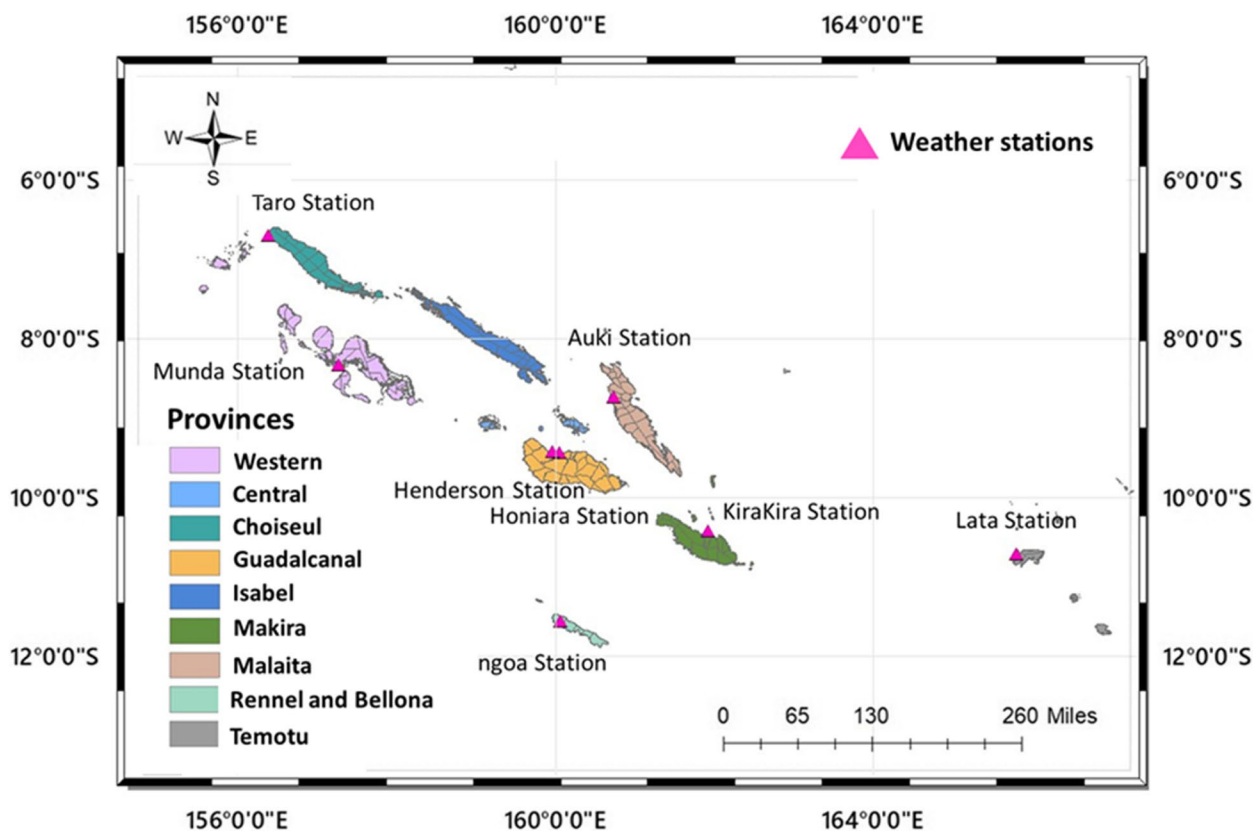 156°0'0"E 160°0'0"E 164°0'0"E
N
W E
S
Weather stations
6°0'0"S 6°0'0"S
Taro Station
8°0'0"S 8°0'0"S
Auki Station
Munda Station
Provinces
Western
Central
Choiseul
Guadalcanal
Isabel
Makira
Malaita
Rennel and Bellona
Temotu
Henderson Station
10°0'0"S 10°0'0"S
Honiara Station
KiraKira Station
Lata Station
12°0'0"S 12°0'0"S
ngoa Station
0 65 130 260 Miles
156°0'0"E 160°0'0"E 164°0'0"E